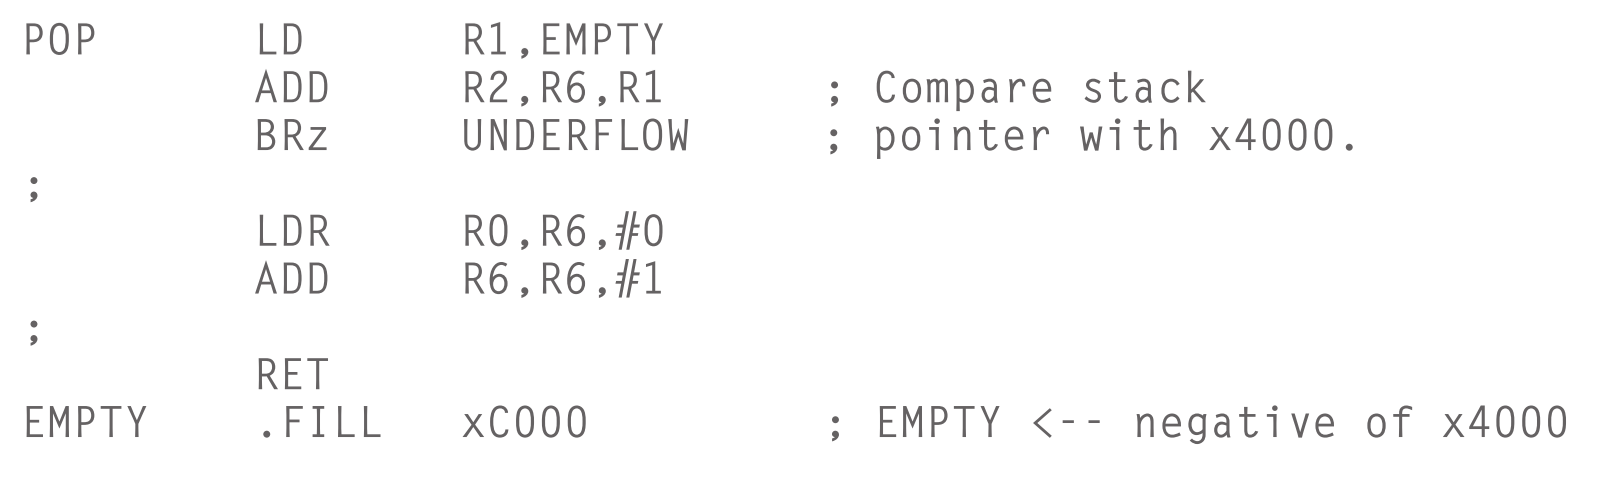 POP LD R1,EMPTY
ADD R2,R6,R1 ; Compare stack
BRz UNDERFLOW ; pointer with x4000.
;
LDR R0,R6,#0
ADD R6,R6,#1
;
RET
EMPTY .FILL xC000 ; EMPTY <-- negative of x4000